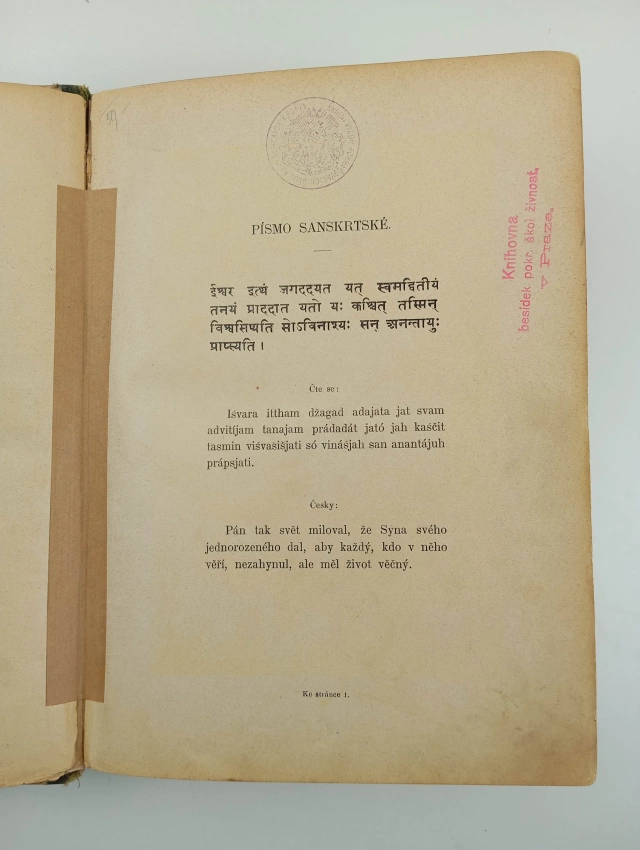 PÍSMO SANSKRTSKÉ.
ईश्वर इत्थं जगददयत यत् स्वमद्वितीयं
तनयं प्राददात यतो यः कश्चित् तस्मिन्
विश्वसिष्यति सोऽविनाश्यः सन् अनन्तायुः
प्राप्स्यति ।
Čte se:
Išvara ittham džagad adajata jat svam
advitíjam tanajam prádadát jató jah kaščit
tasmin višvasišjati só vinášjah san anantájuh
prápsjati.
Česky:
Pán tak svět miloval, že Syna svého
jednorozeného dal, aby každý, kdo v něho
věří, nezahynul, ale měl život věčný.
Ke stránce 1.
Knihovna
besídek pokr. škol živnost.
v Praze.